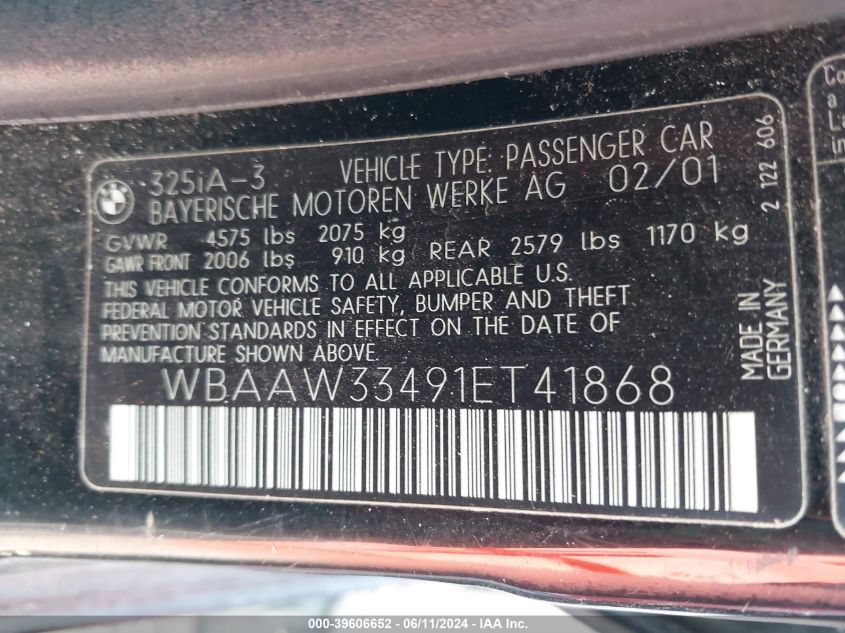 325iA-3 VEHICLE TYPE: PASSENGER CAR
BAYERISCHE MOTOREN WERKE AG 02/01
GVWR 4575 lbs 2075 kg
GAWR FRONT 2006 lbs 910 kg REAR 2579 lbs 1170 kg
THIS VEHICLE CONFORMS TO ALL APPLICABLE U.S.
FEDERAL MOTOR VEHICLE SAFETY, BUMPER AND THEFT
PREVENTION STANDARDS IN EFFECT ON THE DATE OF
MANUFACTURE SHOWN ABOVE.
WBAAW33491ET41868
2 122 606
MADE IN
GERMANY
Co
a
La
in
000-39606652 - 06/11/2024 - IAA Inc.